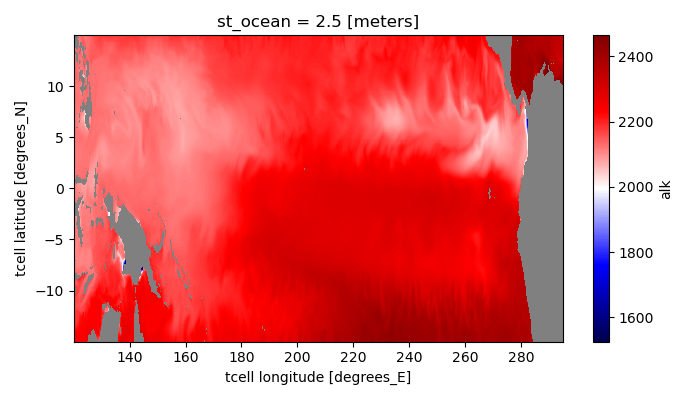 st_ocean = 2.5 [meters]
10
5
0
−5
−10
tcell latitude [degrees_N]
140 160 180 200 220 240 260 280
tcell longitude [degrees_E]
2400
2200
2000
1800
1600
alk